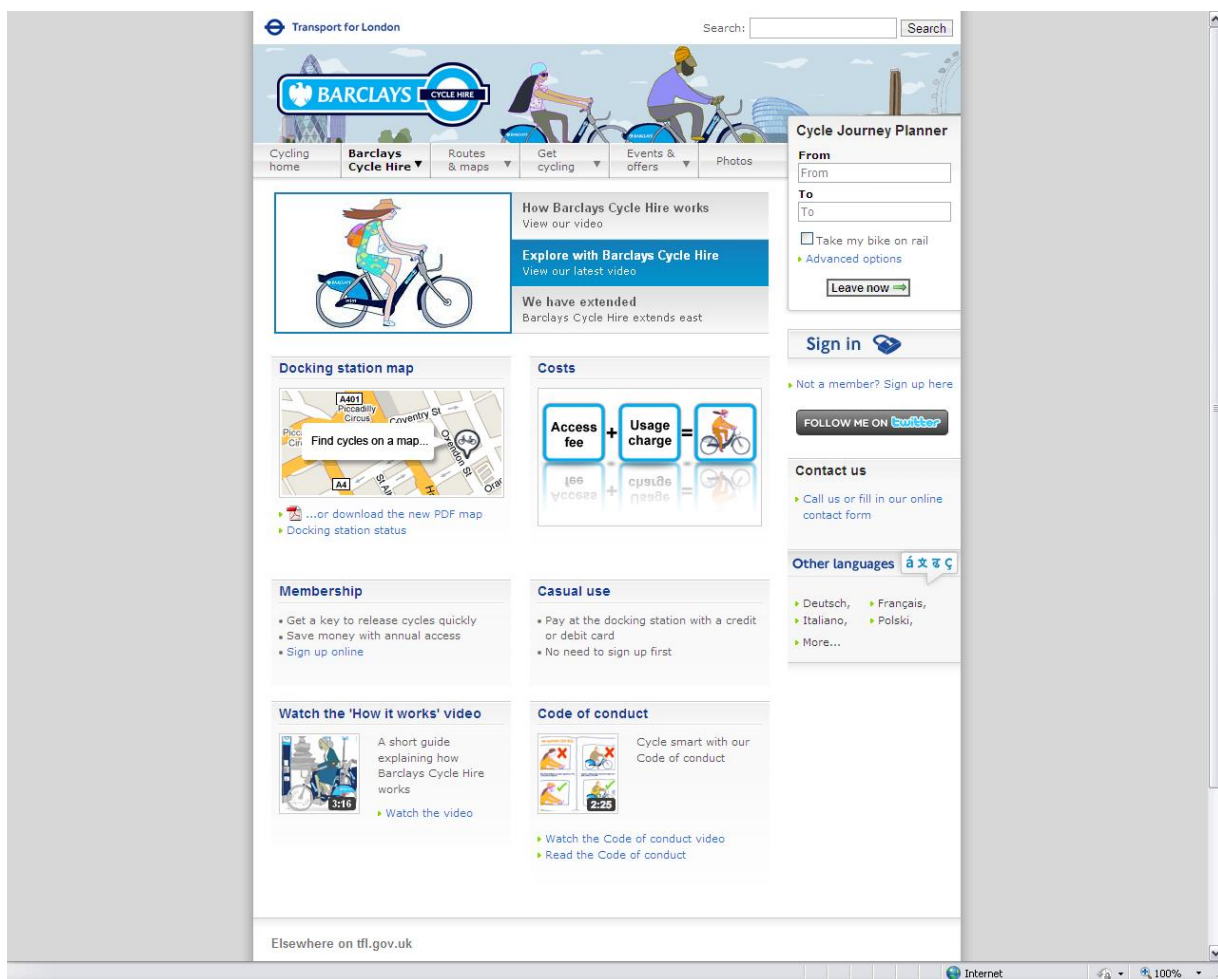 Transport for London
Search:
Search
BARCLAYS CYCLE HIRE
Cycling home
Barclays Cycle Hire
Routes & maps
Get cycling
Events & offers
Photos
How Barclays Cycle Hire works
View our video
Explore with Barclays Cycle Hire
View our latest video
We have extended
Barclays Cycle Hire extends east
Docking station map
A401
Piccadilly
Circus
Coventry St
Oxendon St
Find cycles on a map...
A4
...or download the new PDF map
Docking station status
Costs
Access
fee
+
Usage
charge
=
Membership
Get a key to release cycles quickly
Save money with annual access
Sign up online
Casual use
Pay at the docking station with a credit
or debit card
No need to sign up first
Watch the 'How it works' video
3:16
A short guide
explaining how
Barclays Cycle Hire
works
Watch the video
Code of conduct
2:25
Cycle smart with our
Code of conduct
Watch the Code of conduct video
Read the Code of conduct
Cycle Journey Planner
From
From
To
To
Take my bike on rail
Advanced options
Leave now
Sign in
Not a member? Sign up here
FOLLOW ME ON twitter
Contact us
Call us or fill in our online
contact form
Other languages
Deutsch, Français,
Italiano, Polski,
More...
Elsewhere on tfl.gov.uk
Internet
100%